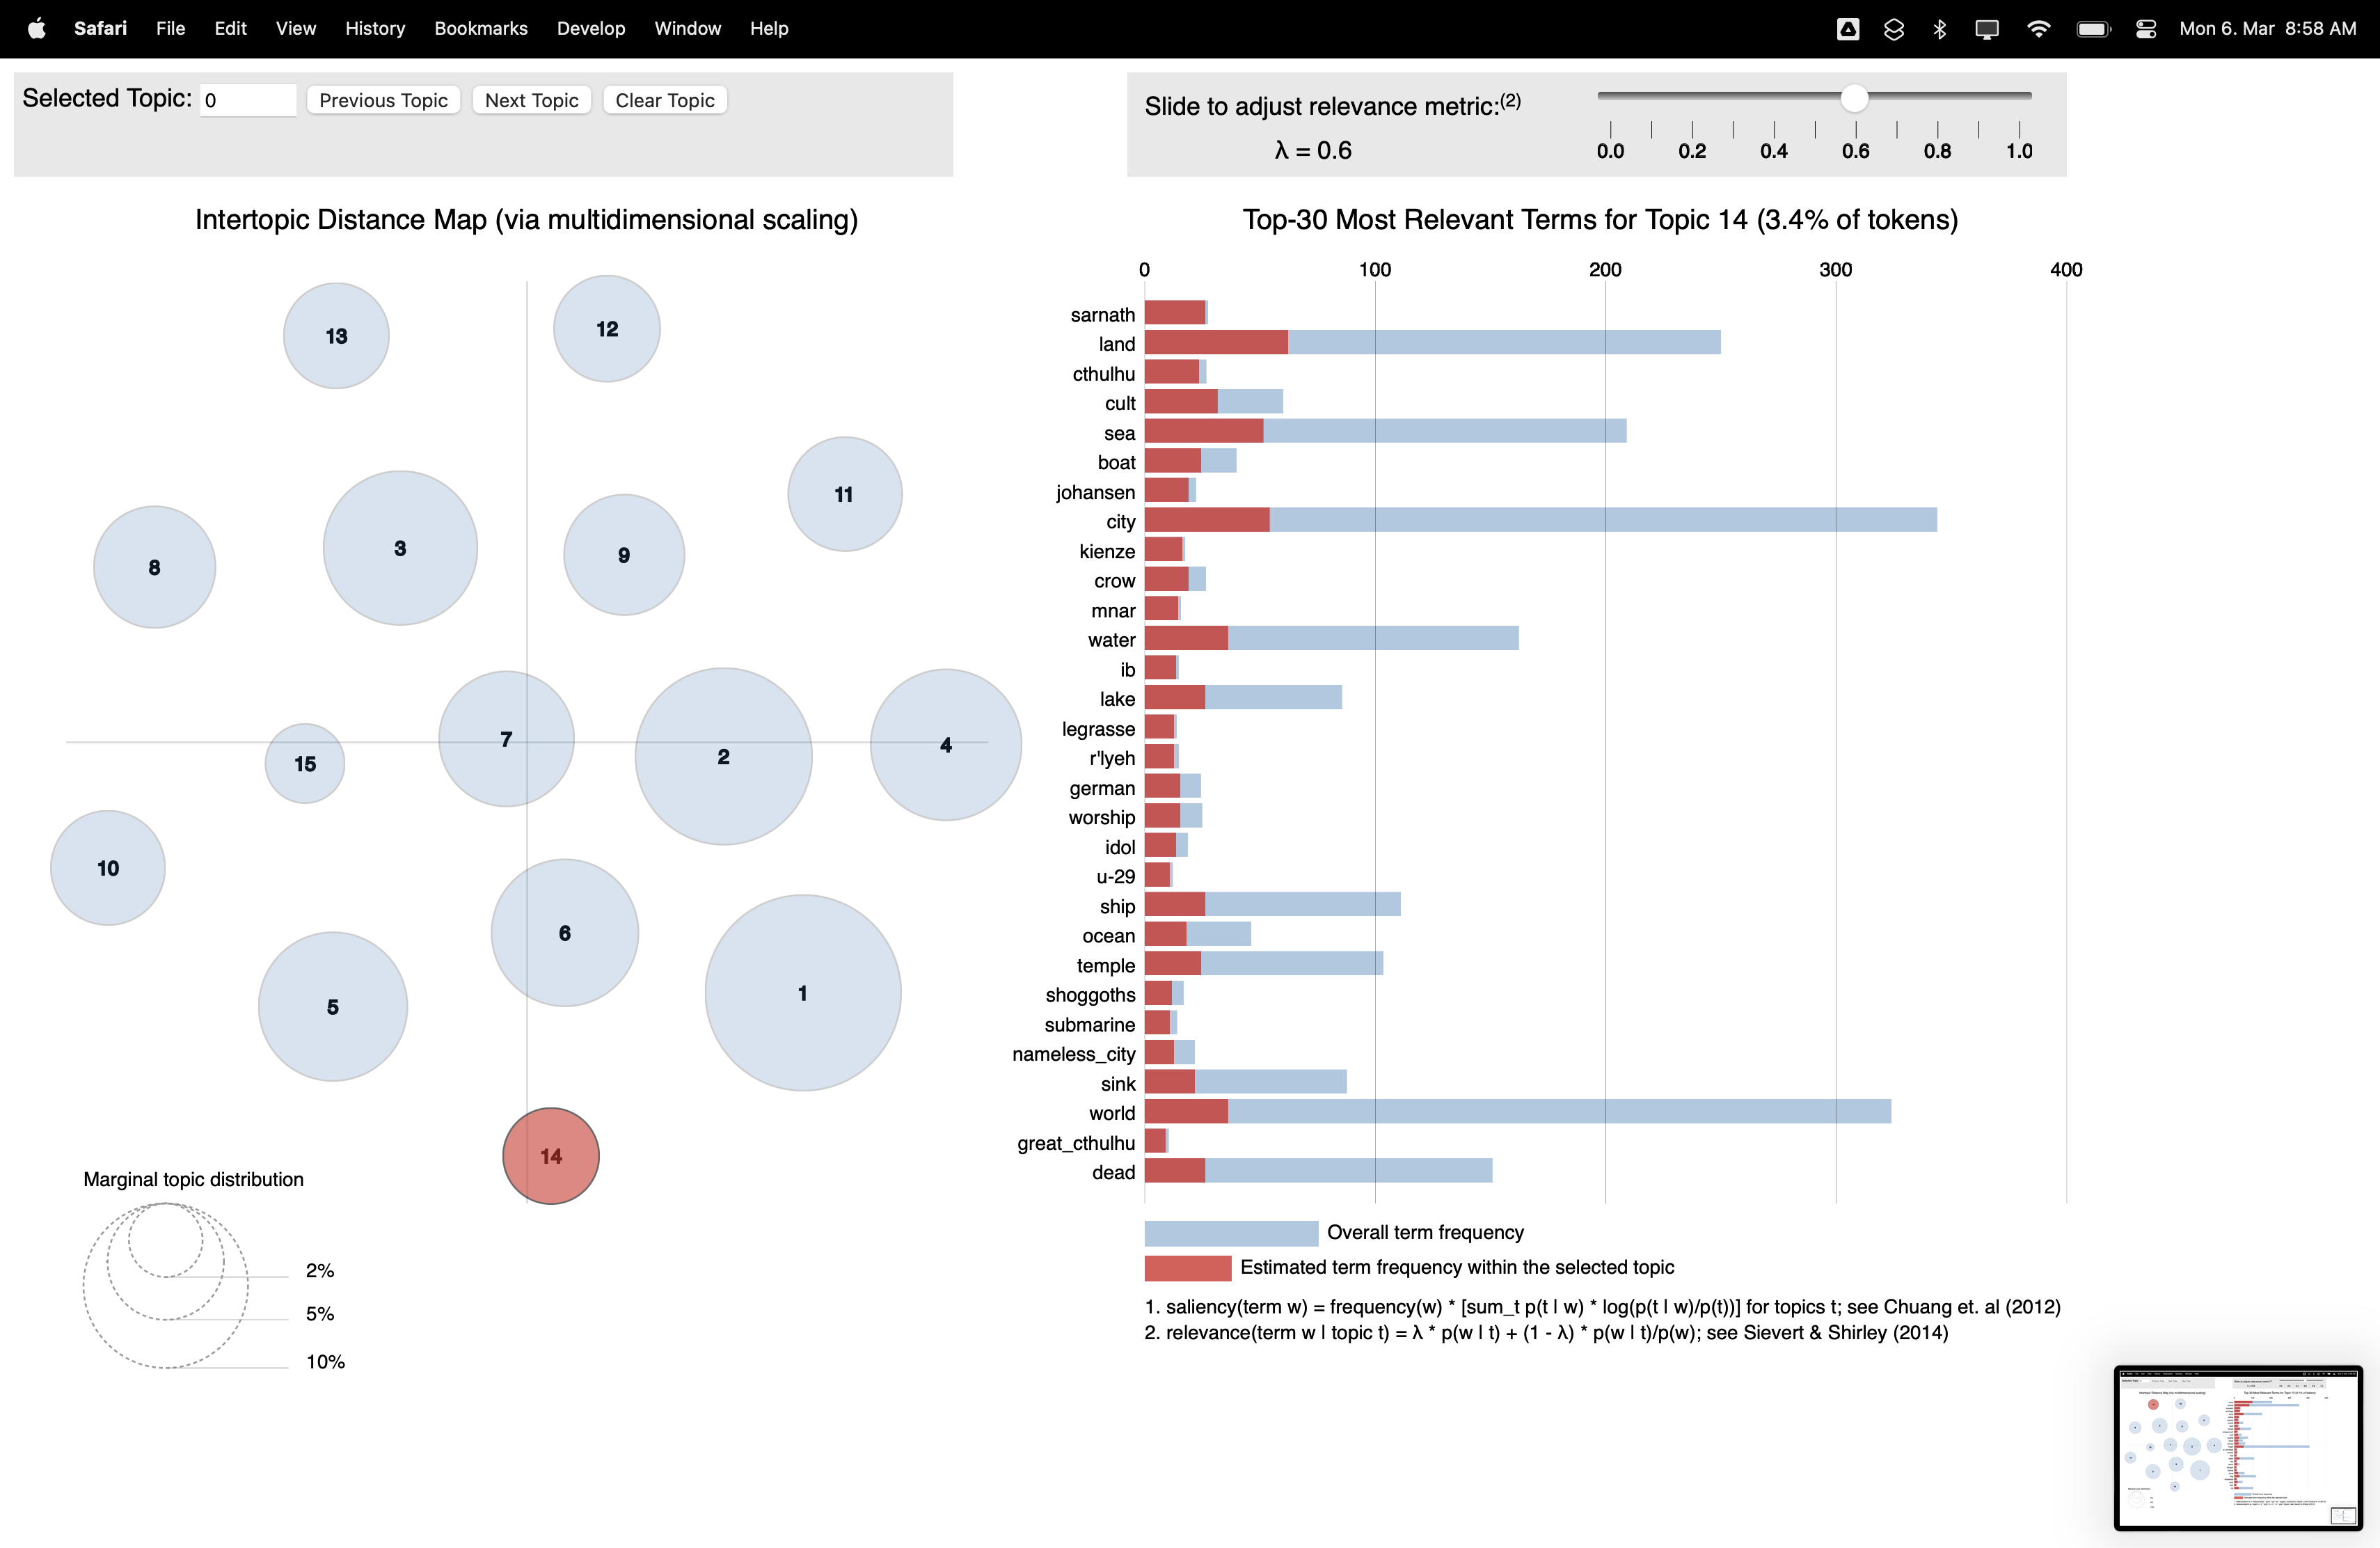 Safari File Edit View History Bookmarks Develop Window Help Mon 6. Mar 8:58 AM
Selected Topic: 0 Previous Topic Next Topic Clear Topic
Slide to adjust relevance metric:(2)
λ = 0.6
0.0 0.2 0.4 0.6 0.8 1.0
Intertopic Distance Map (via multidimensional scaling)
13
12
11
3
9
8
7
2
4
15
10
6
5
1
14
Marginal topic distribution
2%
5%
10%
Top-30 Most Relevant Terms for Topic 14 (3.4% of tokens)
0 100 200 300 400
sarnath
land
cthulhu
cult
sea
boat
johansen
city
kienze
crow
mnar
water
ib
lake
legrasse
r'lyeh
german
worship
idol
u-29
ship
ocean
temple
shoggoths
submarine
nameless_city
sink
world
great_cthulhu
dead
Overall term frequency
Estimated term frequency within the selected topic
1. saliency(term w) = frequency(w) * [sum_t p(t | w) * log(p(t | w)/p(t))] for topics t; see Chuang et. al (2012)
2. relevance(term w | topic t) = λ * p(w | t) + (1 - λ) * p(w | t)/p(w); see Sievert & Shirley (2014)